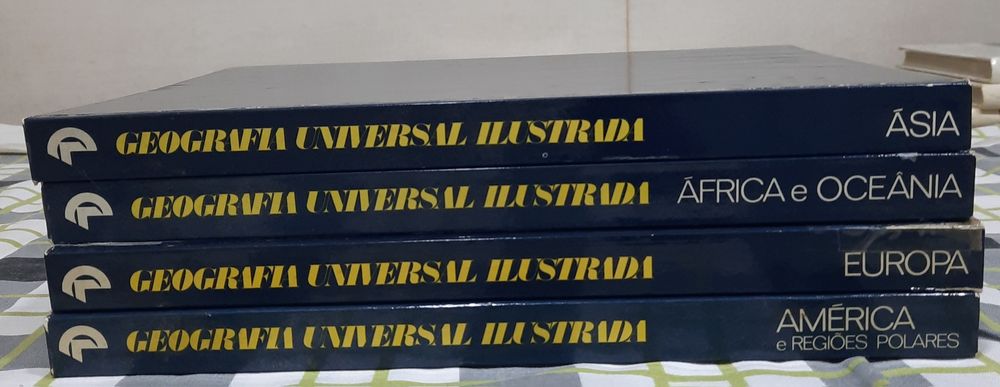 GEOGRAFIA UNIVERSAL ILUSTRADA ÁSIA
GEOGRAFIA UNIVERSAL ILUSTRADA ÁFRICA e OCEÂNIA
GEOGRAFIA UNIVERSAL ILUSTRADA EUROPA
GEOGRAFIA UNIVERSAL ILUSTRADA AMÉRICA
e REGIÕES POLARES